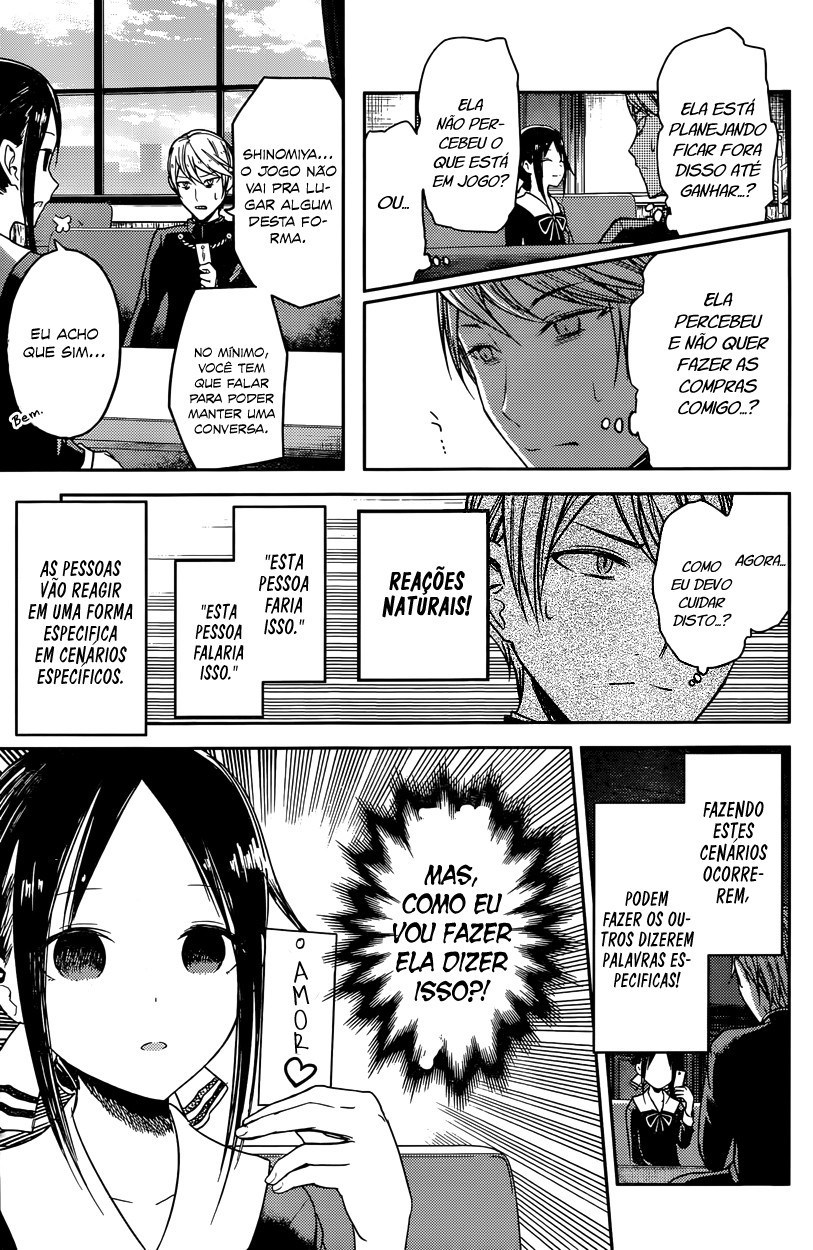 ELA ESTÁ
PLANEJANDO
FICAR FORA
DISSO ATÉ
GANHAR...?
ELA
NÃO PER-
CEBEU O
QUE ESTÁ
EM JOGO?
OU...
ELA
PERCEBEU
E NÃO QUER
FAZER AS
COMPRAS
COMIGO...?
SHINOMIYA...
O JOGO NÃO
VAI PRA LU-
GAR ALGUM
DESTA FOR-
MA.
NO MÍNIMO,
VOCÊ TEM
QUE FALAR
PARA PODER
MANTER UMA
CONVERSA.
EU ACHO
QUE SIM...
Bem.
AGORA...
COMO
EU DEVO
CUIDAR
DISTO...?
REAÇÕES
NATURAIS!
"ESTA
PESSOA
FARIA
ISSO."
"ESTA
PESSOA
FALARIA
ISSO."
AS PESSOAS
VÃO REAGIR
EM UMA FORMA
ESPECIFICA
EM CENÁRIOS
ESPECÍFICOS.
FAZENDO
ESTES
CENÁRIOS
OCORRE-
REM,
PODEM
FAZER OS OU-
TROS DIZEREM
PALAVRAS ES-
PECIFICAS!
MAS,
COMO EU
VOU FAZER
ELA DIZER
ISSO?!
O AMOR